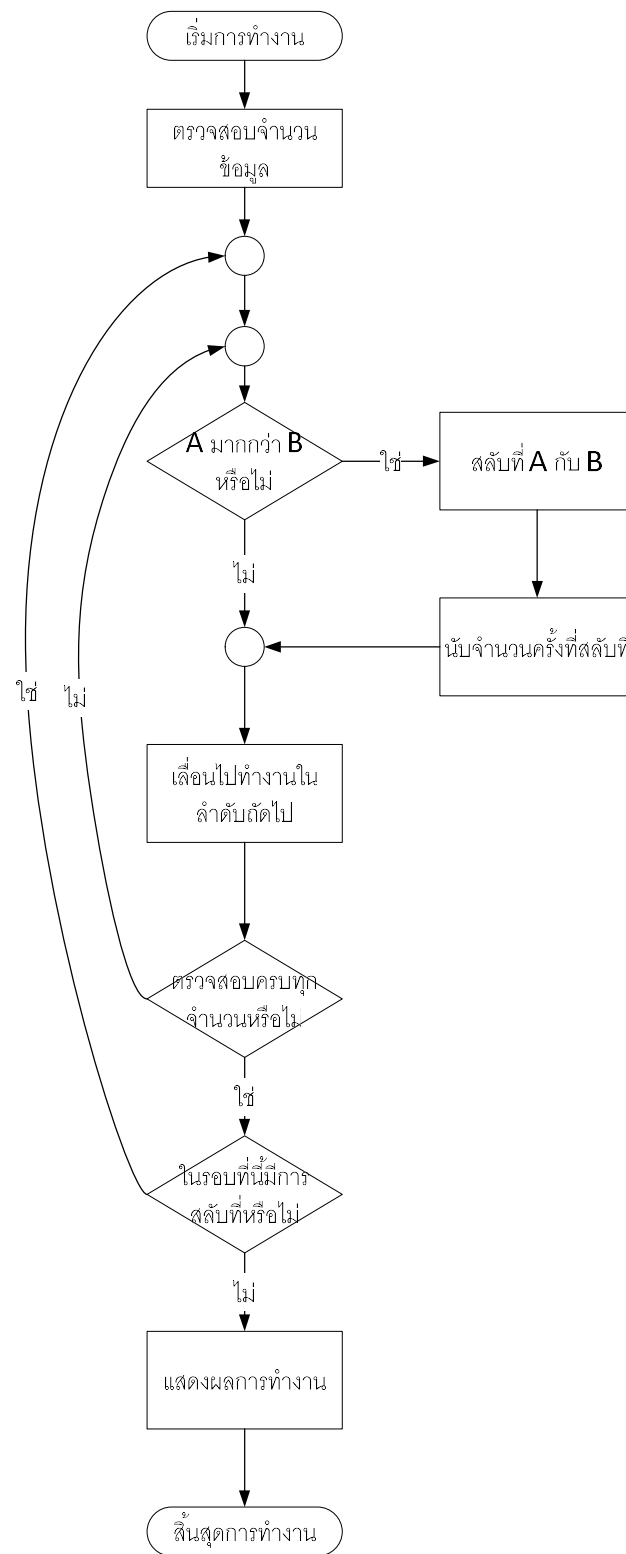 เริ่มการทำงาน
ตรวจสอบจำนวน
ข้อมูล
A มากกว่า B
หรือไม่
ใช่
สลับที่ A กับ B
ไม่
นับจำนวนครั้งที่สลับที่
ใช่
ไม่
เลื่อนไปทำงานใน
ลำดับถัดไป
ตรวจสอบครบทุก
จำนวนหรือไม่
ใช่
ในรอบที่นี้มีการ
สลับที่หรือไม่
ไม่
แสดงผลการทำงาน
สิ้นสุดการทำงาน